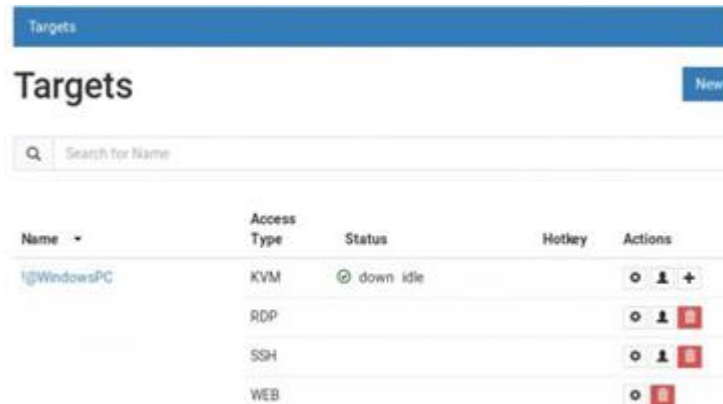 Targets
Targets
New
Search for Name
Name Access Type Status Hotkey Actions
!@WindowsPC KVM down idle
RDP
SSH
WEB